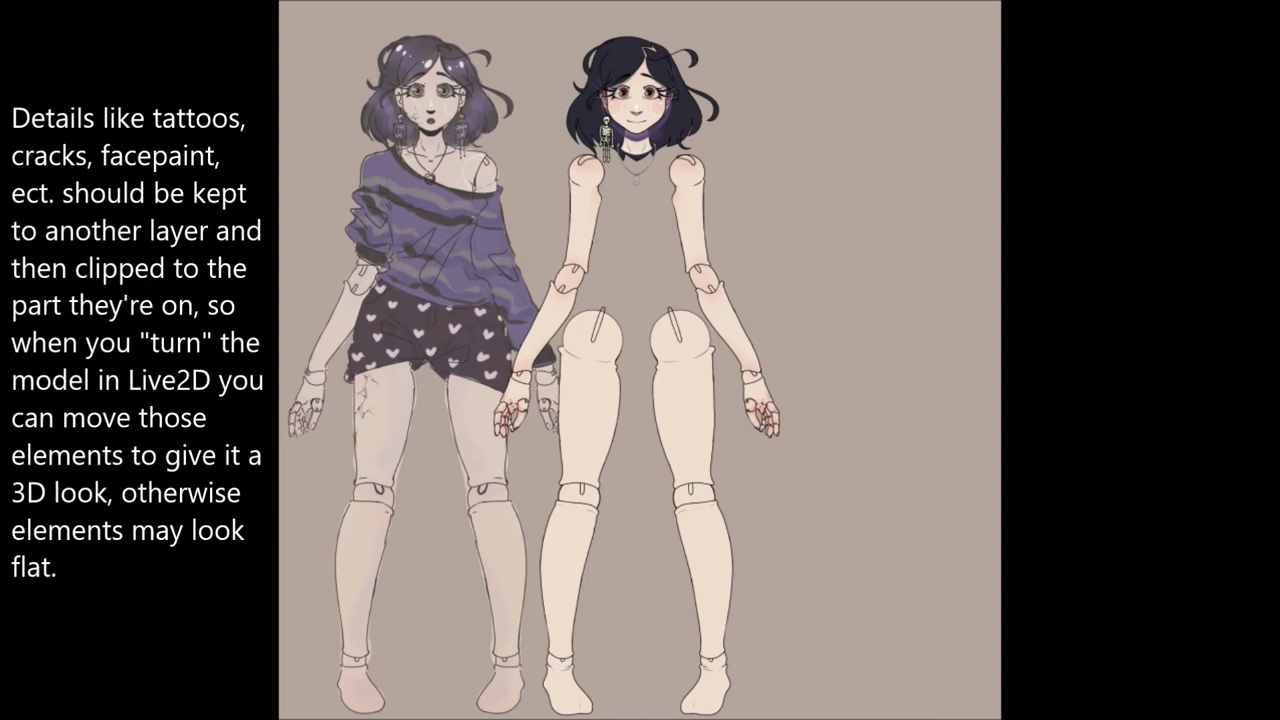 Details like tattoos,
cracks, facepaint,
ect. should be kept
to another layer and
then clipped to the
part they're on, so
when you "turn" the
model in Live2D you
can move those
elements to give it a
3D look, otherwise
elements may look
flat.